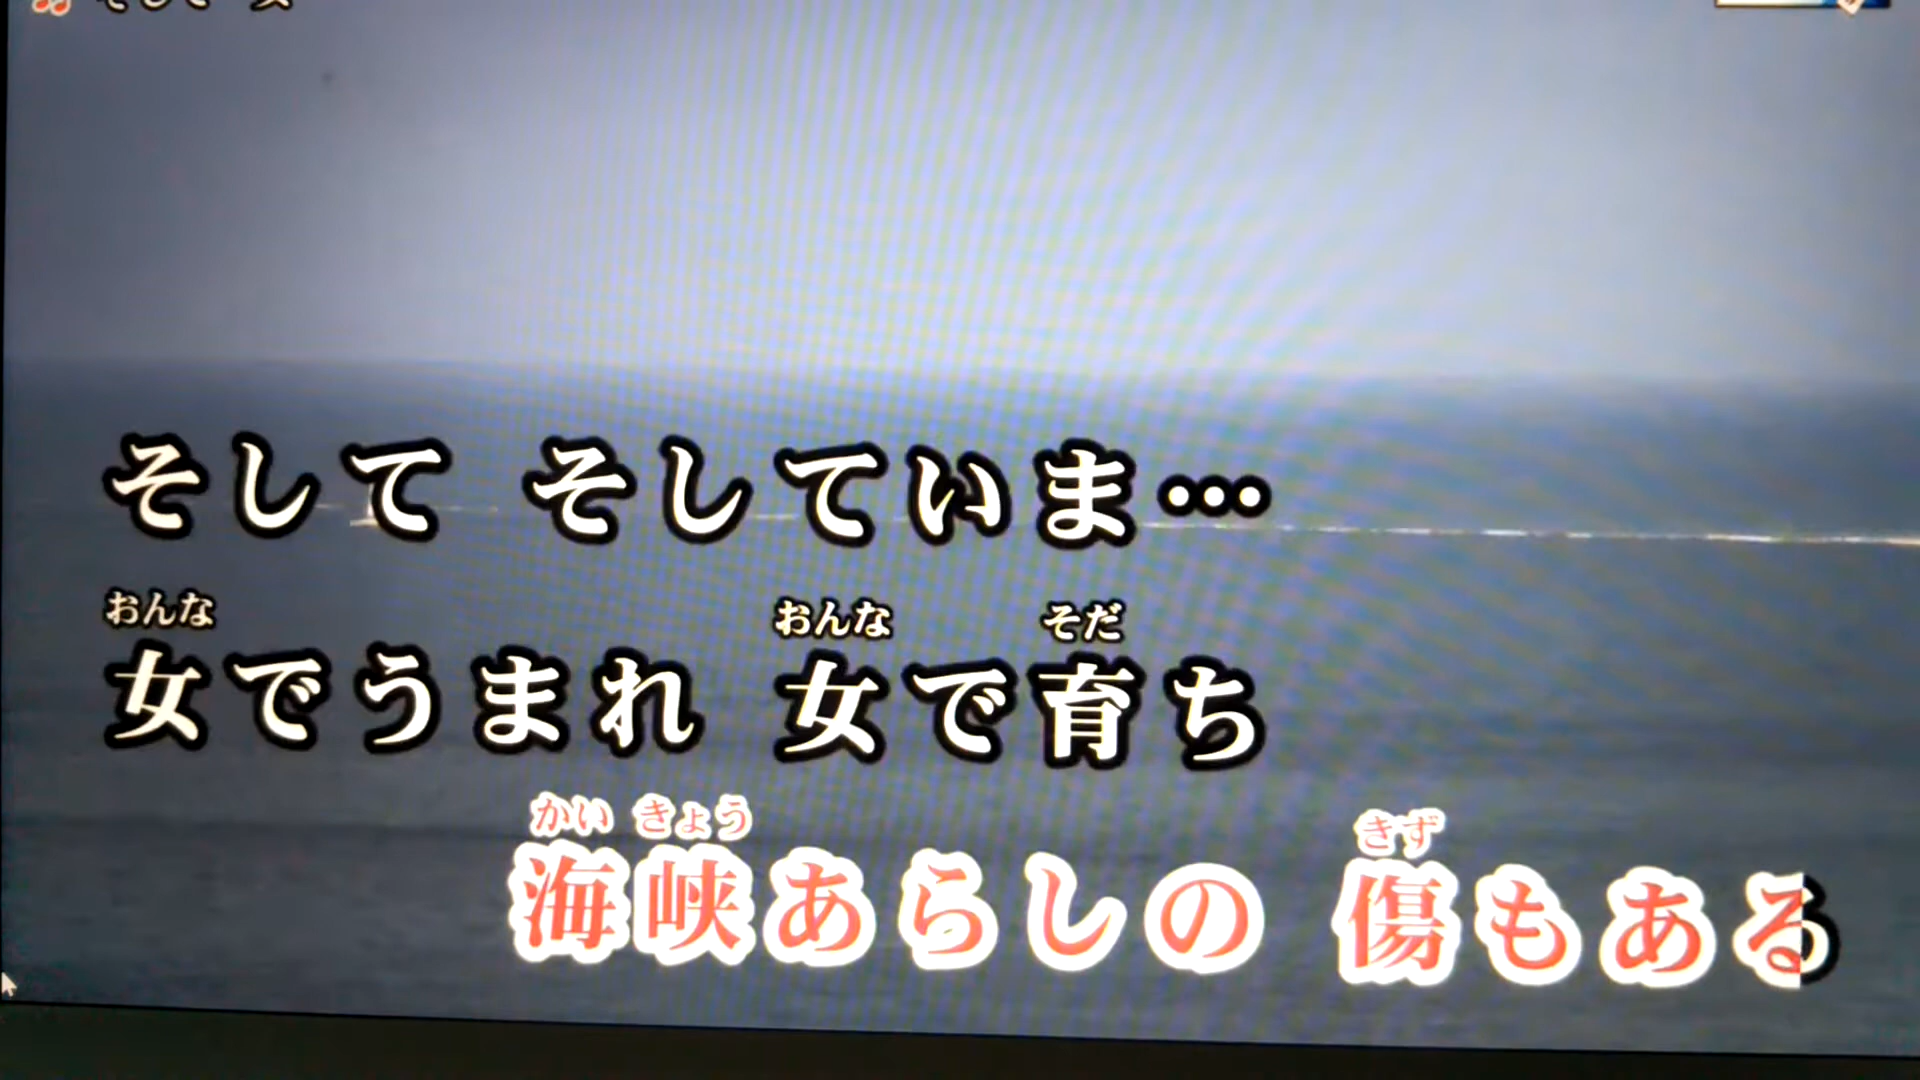 そして そしていま…
おんな おんな そだ
女でうまれ 女で育ち
かい きょう きず
海峡あらしの 傷もある